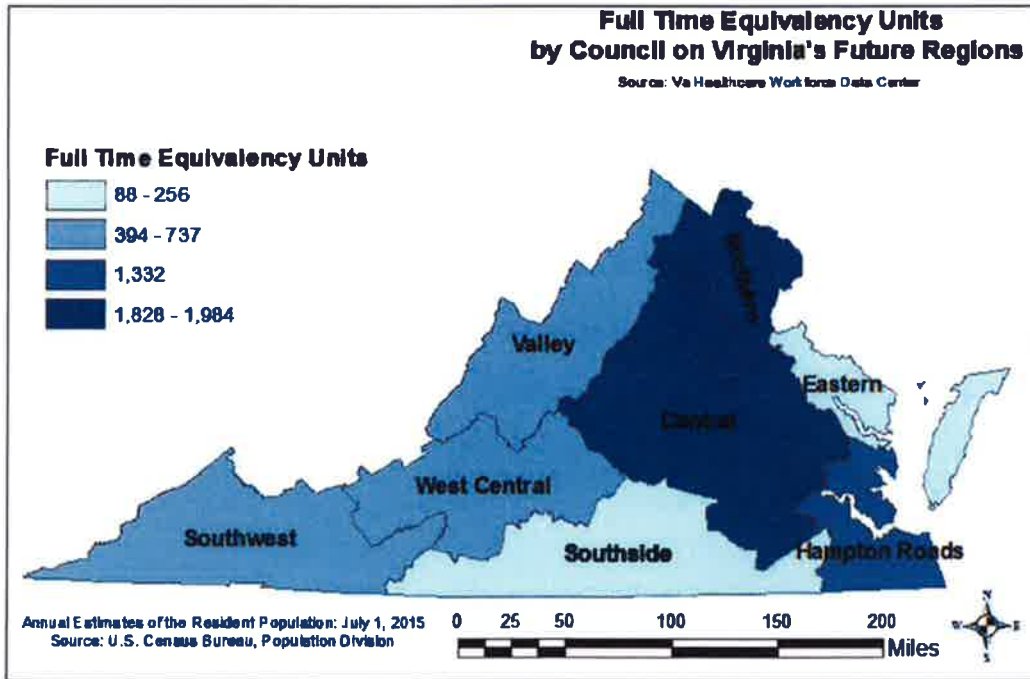 Full Time Equivalency Units
by Council on Virginia's Future Regions
Source: Va Healthcare Workforce Data Center
Full Time Equivalency Units
88 - 256
394 - 737
1,332
1,828 - 1,984
Northern
Valley
Eastern
Central
West Central
Southwest
Southside
Hampton Roads
Annual Estimates of the Resident Population: July 1, 2015
Source: U.S. Census Bureau, Population Division
0 25 50 100 150 200
Miles
N
W E
S